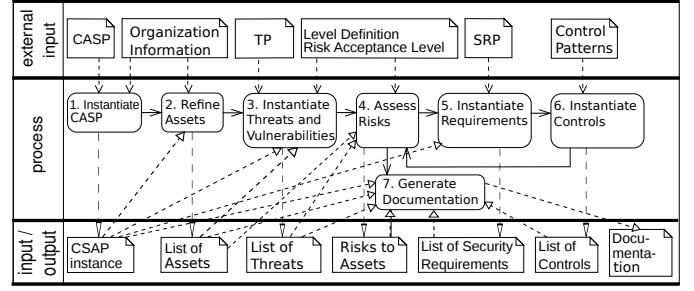 external
input
CASP
Organization
Information
TP
Level Definition
Risk Acceptance Level
SRP
Control
Patterns
process
1. Instantiate
CASP
2. Refine
Assets
3. Instantiate
Threats and
Vulnerabilities
4. Assess
Risks
5. Instantiate
Requirements
6. Instantiate
Controls
7. Generate
Documentation
input /
output
CSAP
instance
List of
Assets
List of
Threats
Risks to
Assets
List of Security
Requirements
List of
Controls
Docu-
menta-
tion